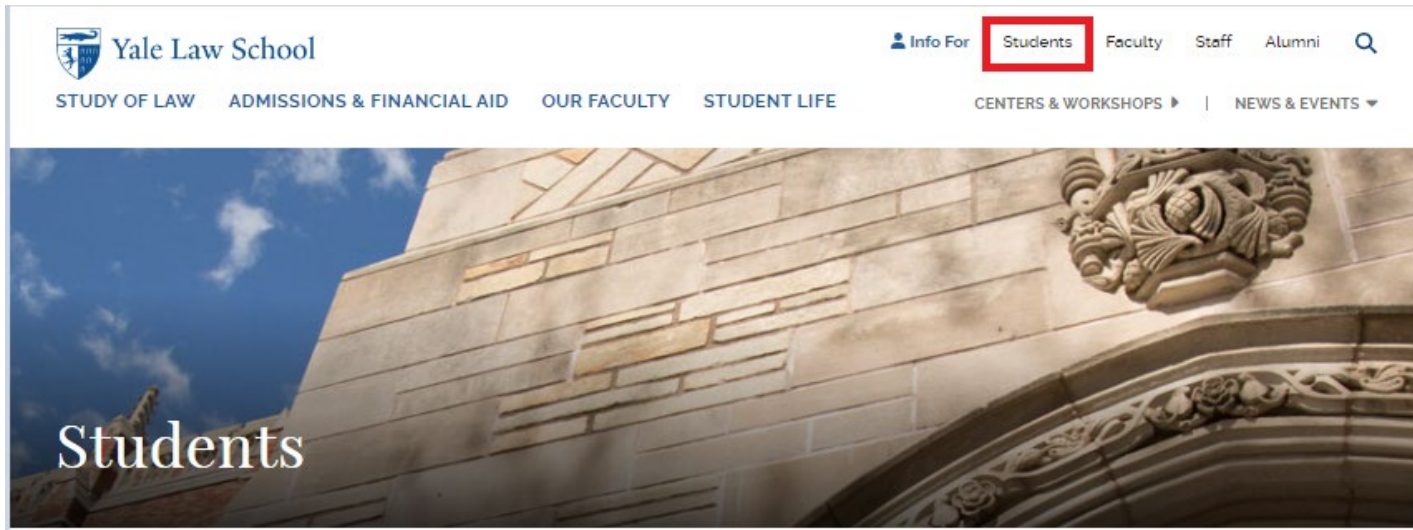 Yale Law School
Info For Students Faculty Staff Alumni
STUDY OF LAW ADMISSIONS & FINANCIAL AID OUR FACULTY STUDENT LIFE
CENTERS & WORKSHOPS | NEWS & EVENTS
Students